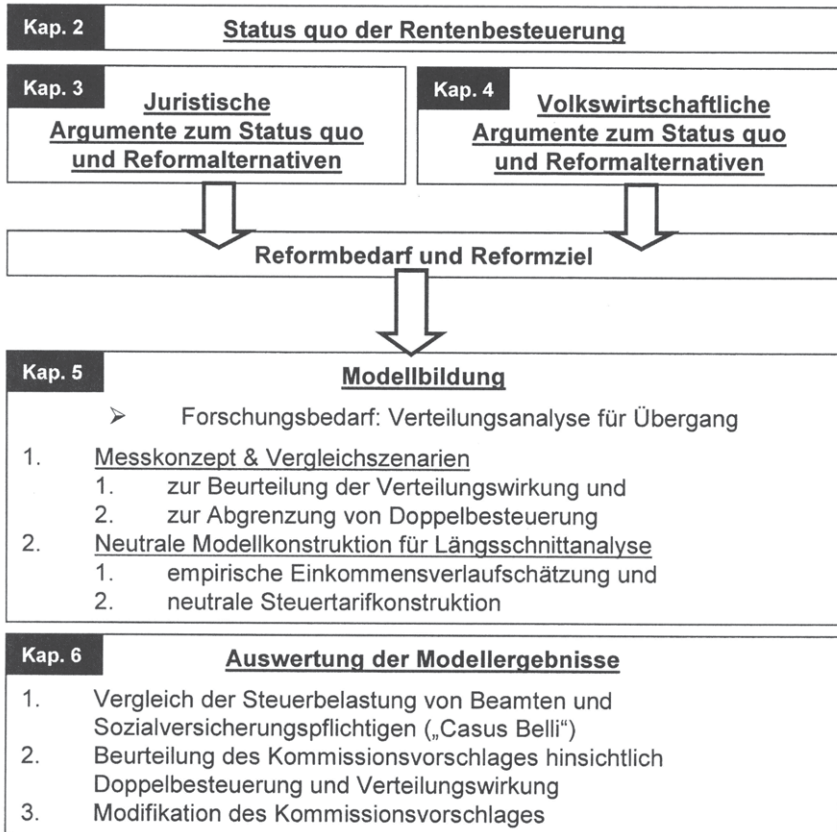 Kap. 2
Status quo der Rentenbesteuerung
Kap. 3
Juristische
Argumente zum Status quo
und Reformalternativen
Kap. 4
Volkswirtschaftliche
Argumente zum Status quo
und Reformalternativen
Reformbedarf und Reformziel
Kap. 5
Modellbildung
➢ Forschungsbedarf: Verteilungsanalyse für Übergang
1. Messkonzept & Vergleichszenarien
1. zur Beurteilung der Verteilungswirkung und
2. zur Abgrenzung von Doppelbesteuerung
2. Neutrale Modellkonstruktion für Längsschnittanalyse
1. empirische Einkommensverlaufschätzung und
2. neutrale Steuertarifkonstruktion
Kap. 6
Auswertung der Modellergebnisse
1. Vergleich der Steuerbelastung von Beamten und
Sozialversicherungspflichtigen („Casus Belli“)
2. Beurteilung des Kommissionsvorschlages hinsichtlich
Doppelbesteuerung und Verteilungswirkung
3. Modifikation des Kommissionsvorschlages